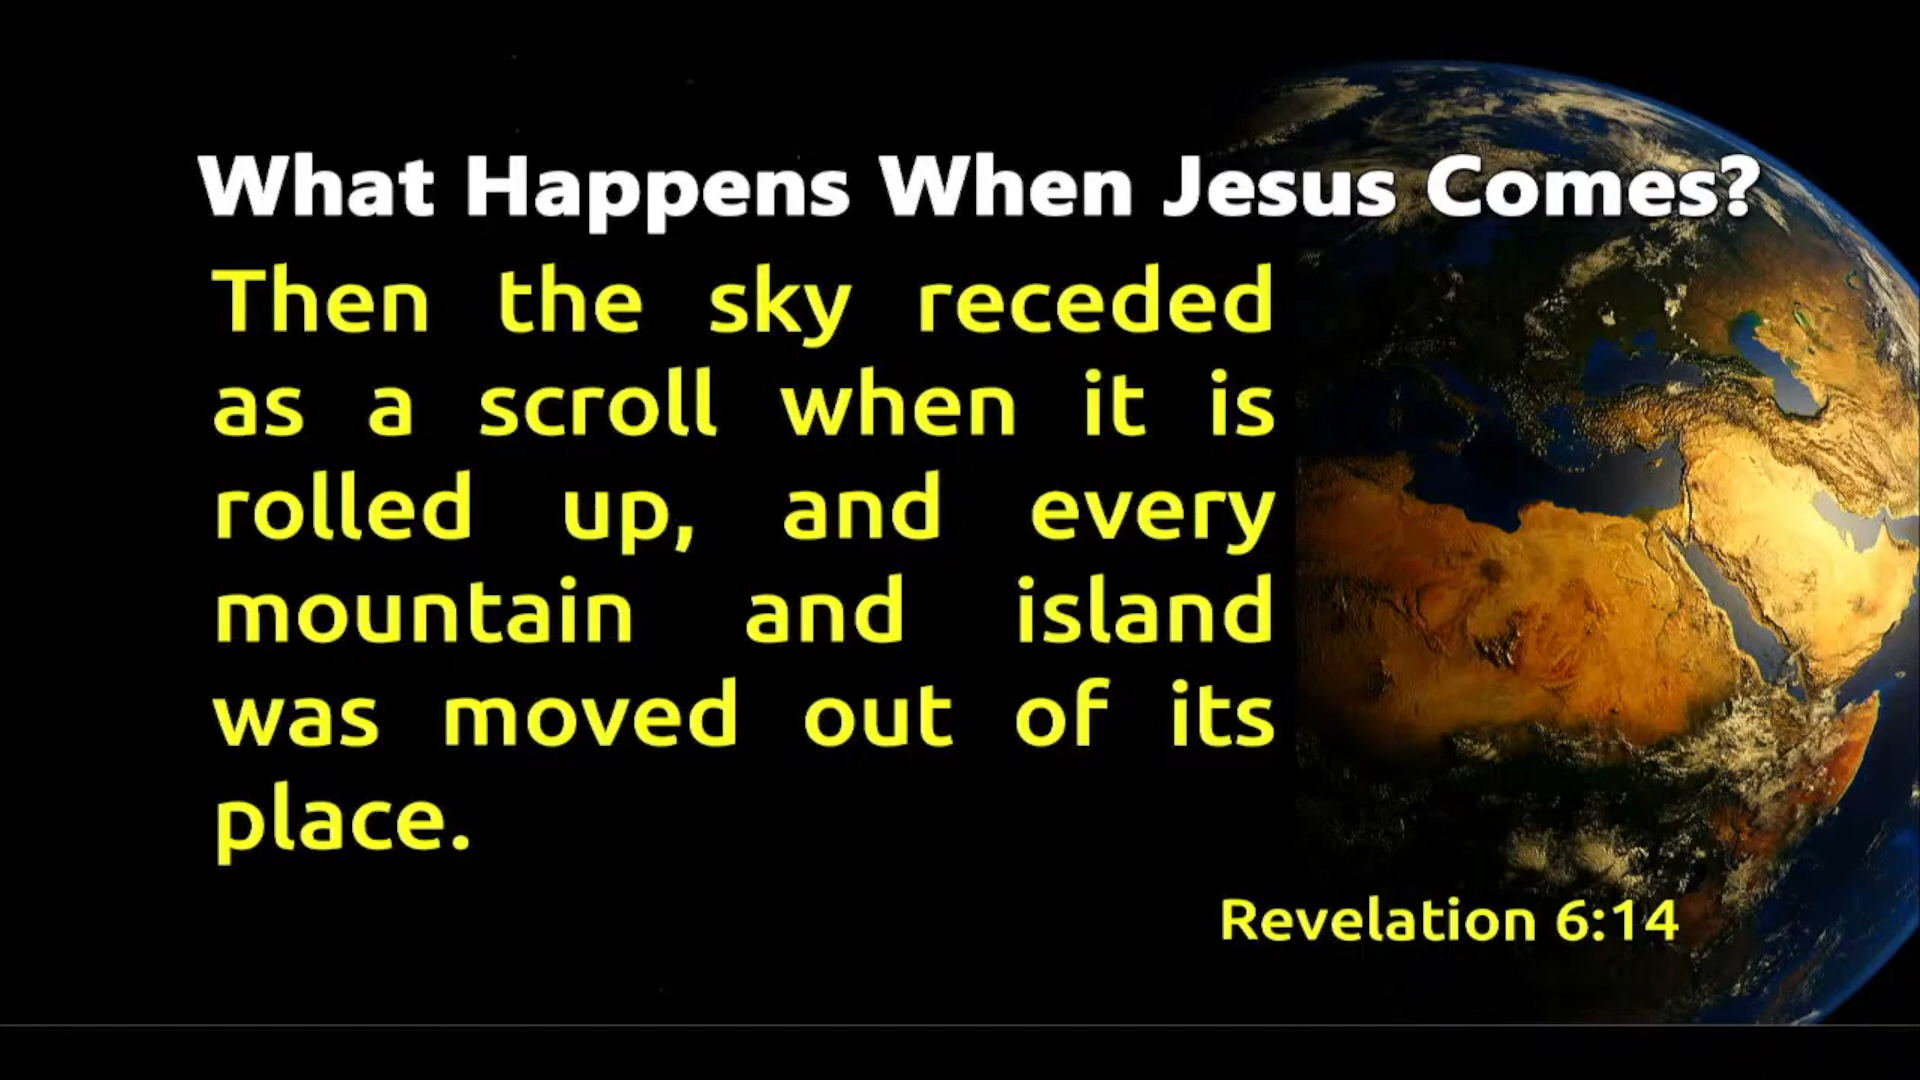 What Happens When Jesus Comes?
Then the sky receded
as a scroll when it is
rolled up, and every
mountain and island
was moved out of its
place.
Revelation 6:14